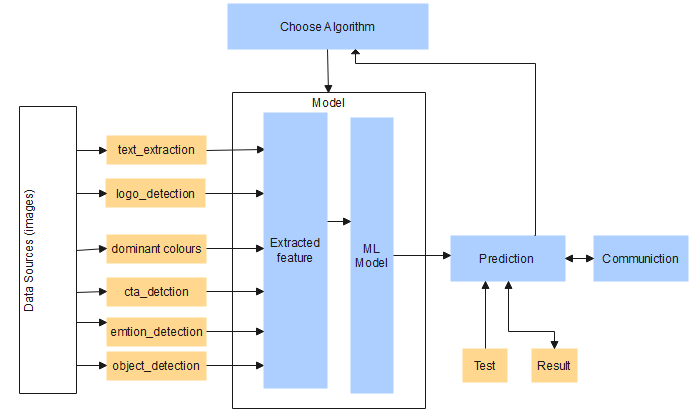 Choose Algorithm
Model
Data Sources (images)
text_extraction
logo_detection
dominant colours
cta_detction
emtion_detection
object_detection
Extracted
feature
ML
Model
Prediction
Communiction
Test
Result